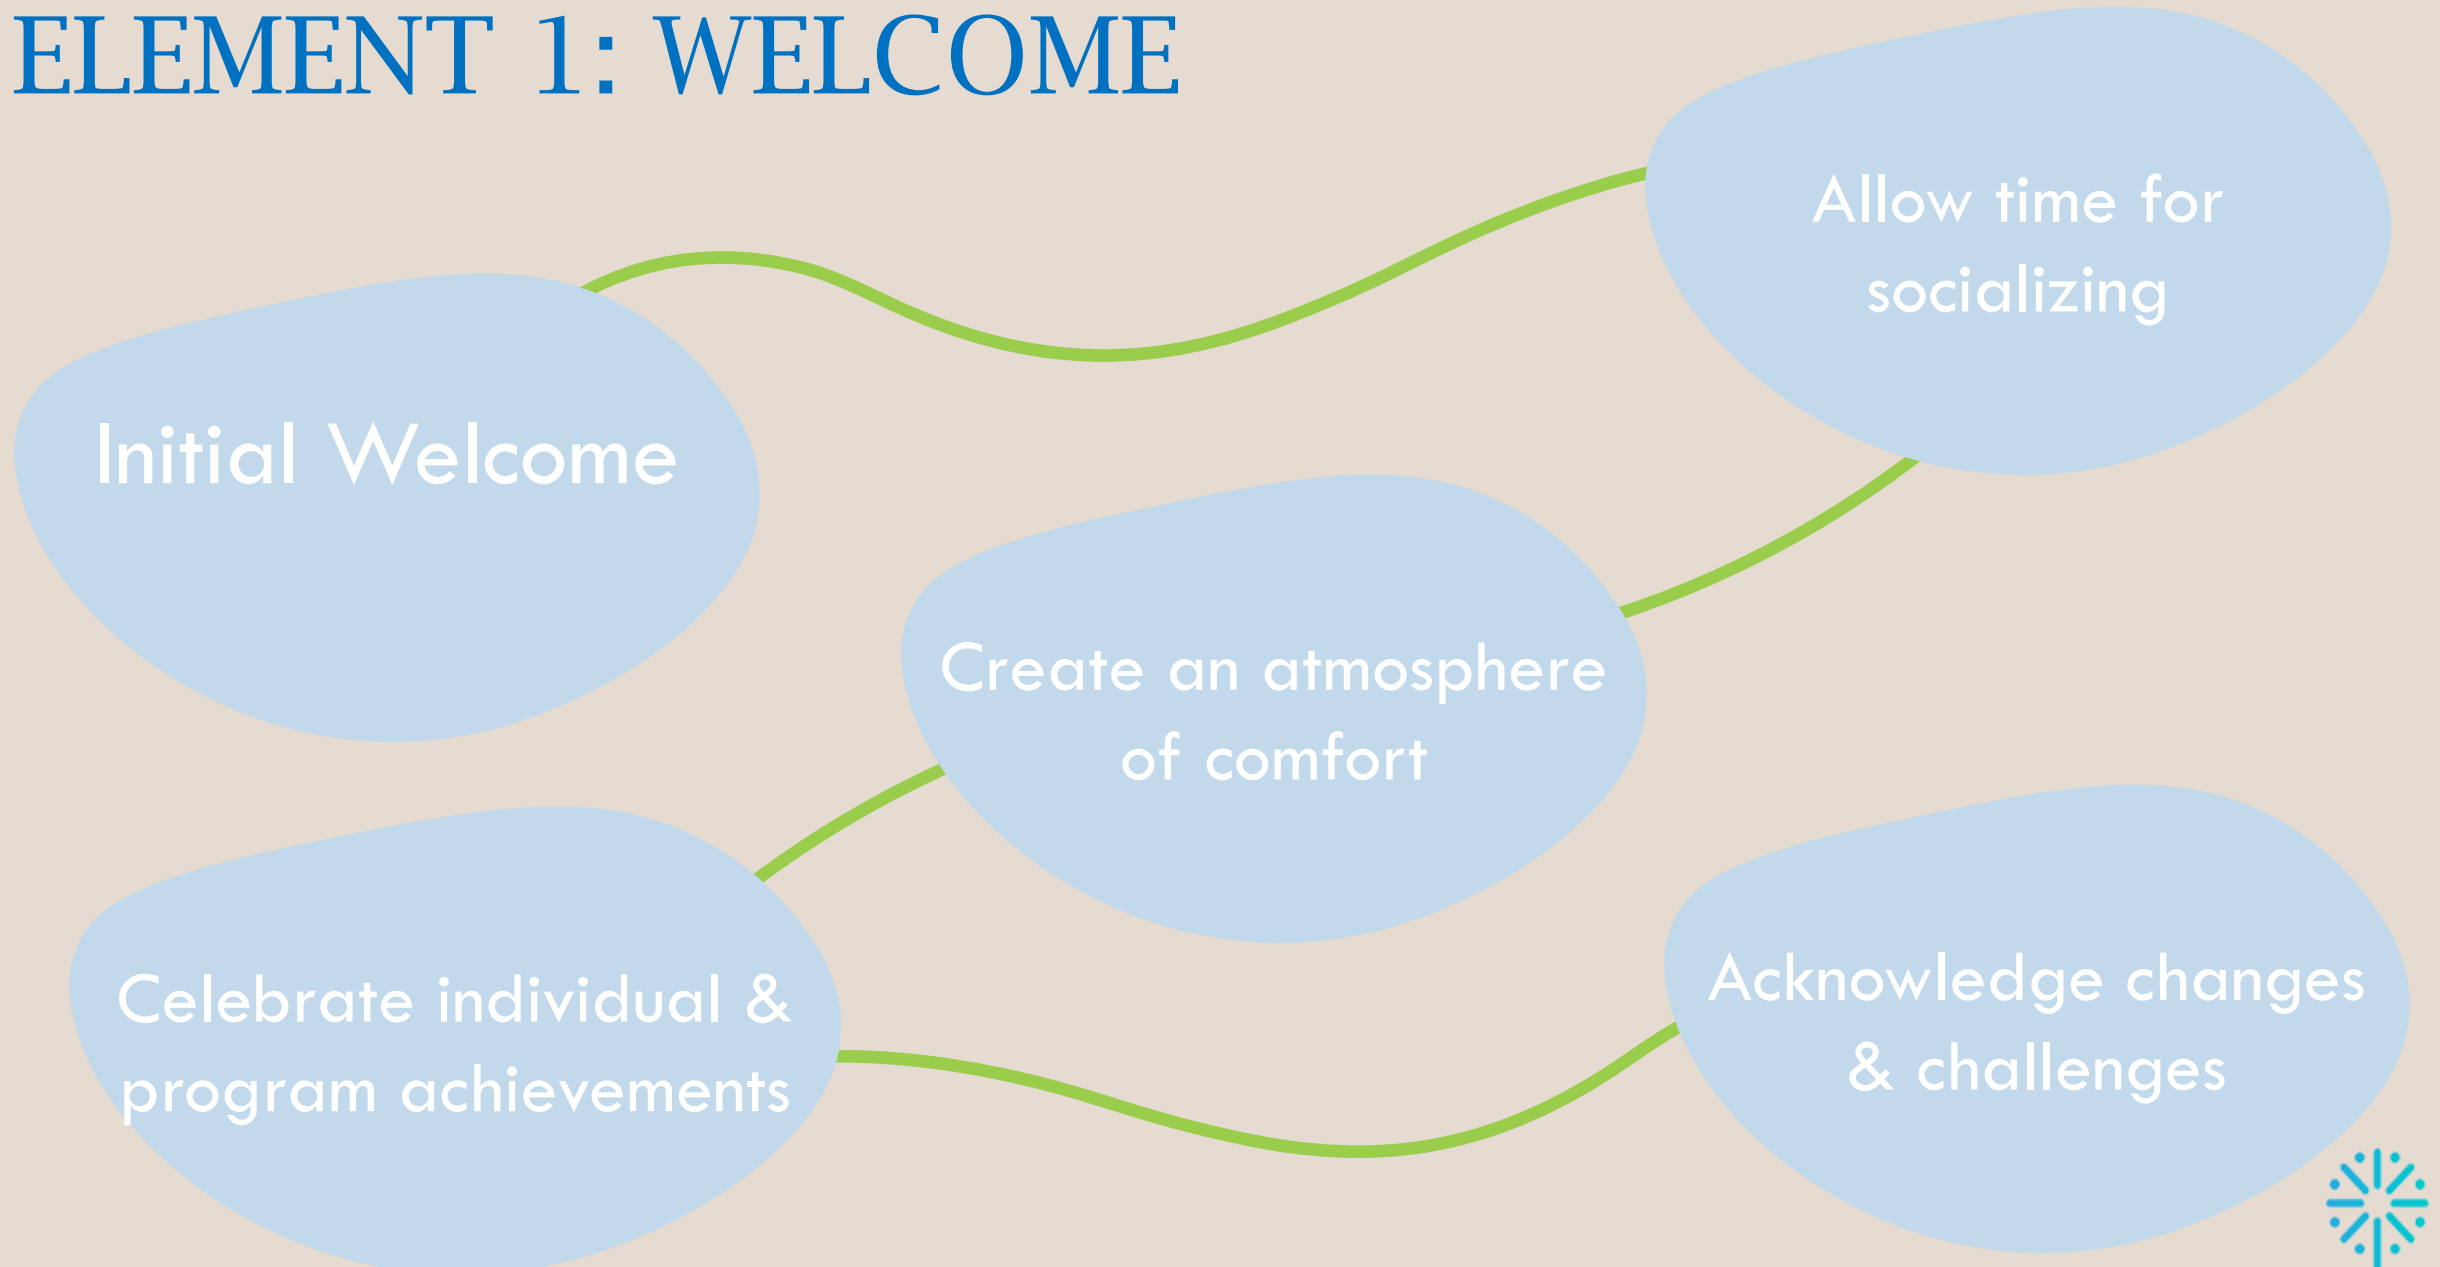 ELEMENT 1: WELCOME
Initial Welcome
Allow time for
socializing
Create an atmosphere
of comfort
Celebrate individual &
program achievements
Acknowledge changes
& challenges